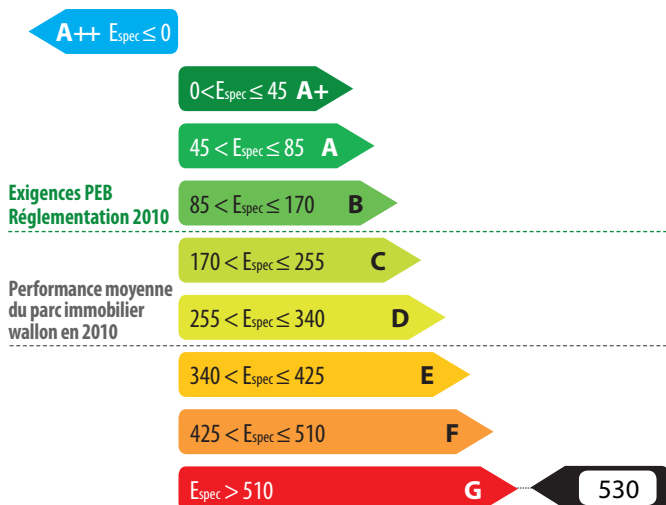 A++ Espec ≤ 0
0<Espec ≤ 45 A+
45 < Espec ≤ 85 A
Exigences PEB
Réglementation 2010
85 < Espec ≤ 170 B
170 < Espec ≤ 255 C
Performance moyenne
du parc immobilier
wallon en 2010
255 < Espec ≤ 340 D
340 < Espec ≤ 425 E
425 < Espec ≤ 510 F
Espec > 510 G 530